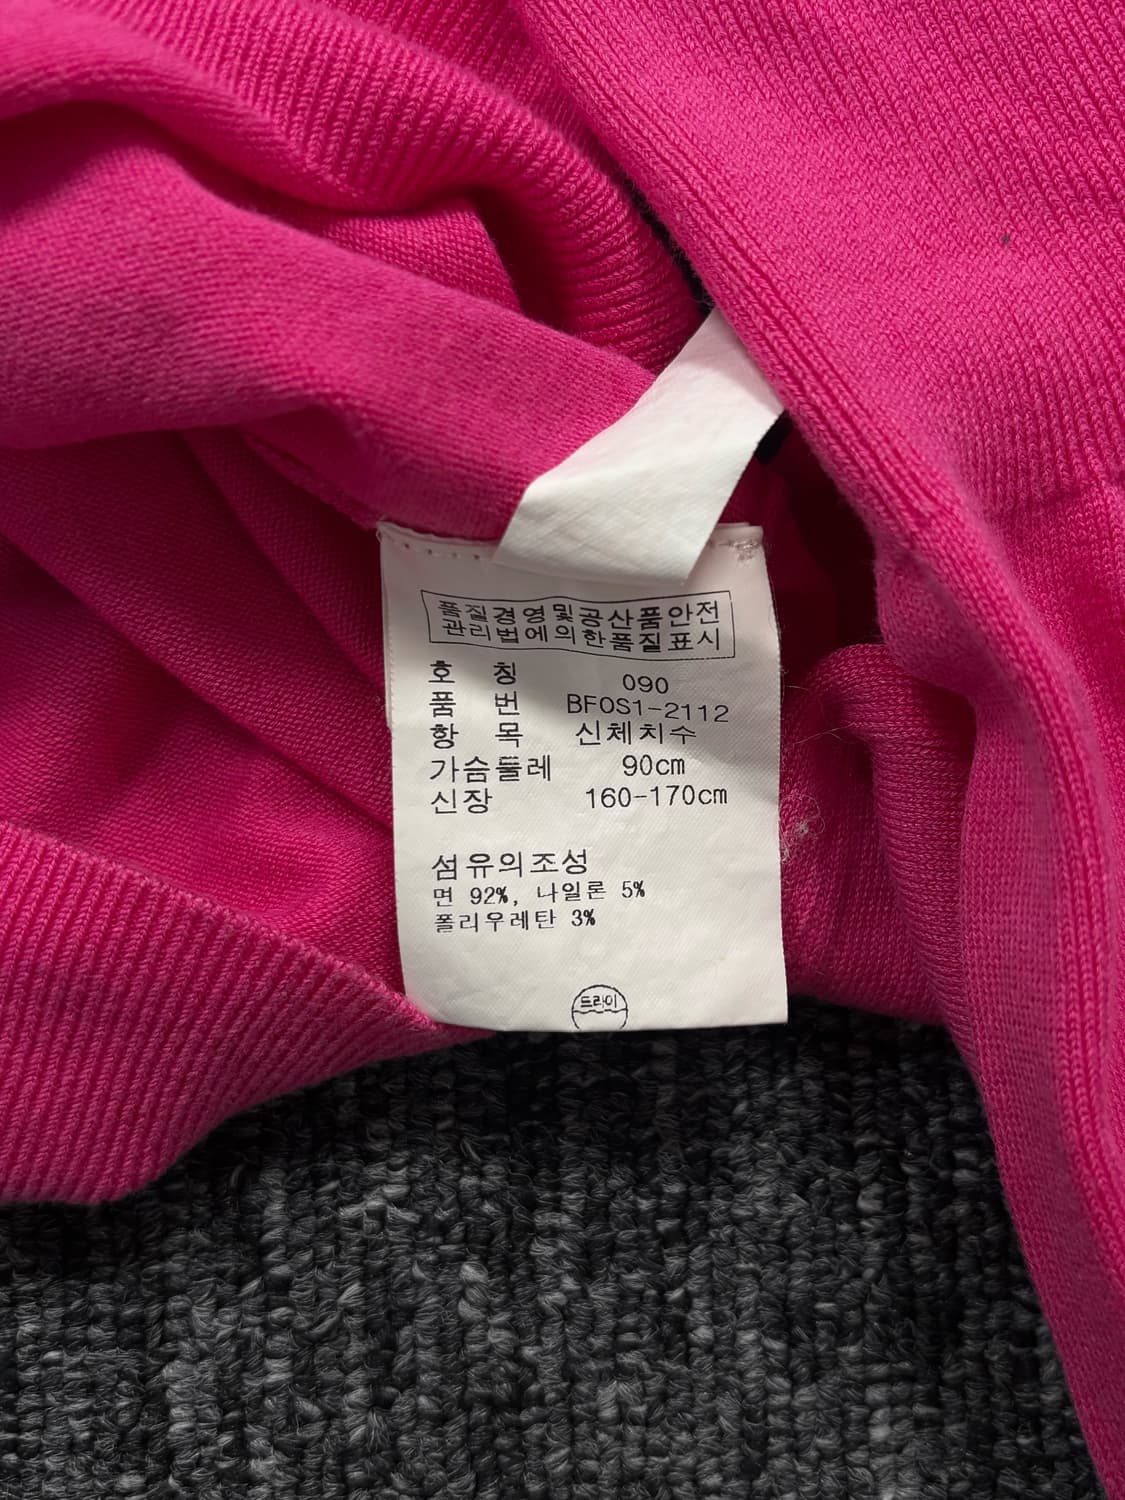 품질경영및공산품안전
관리법에의한품질표시
호 칭 090
품 번 BFOS1-2112
항 목 신체치수
가슴둘레 90cm
신장 160-170cm
섬유의조성
면 92%, 나일론 5%
폴리우레탄 3%
드라이